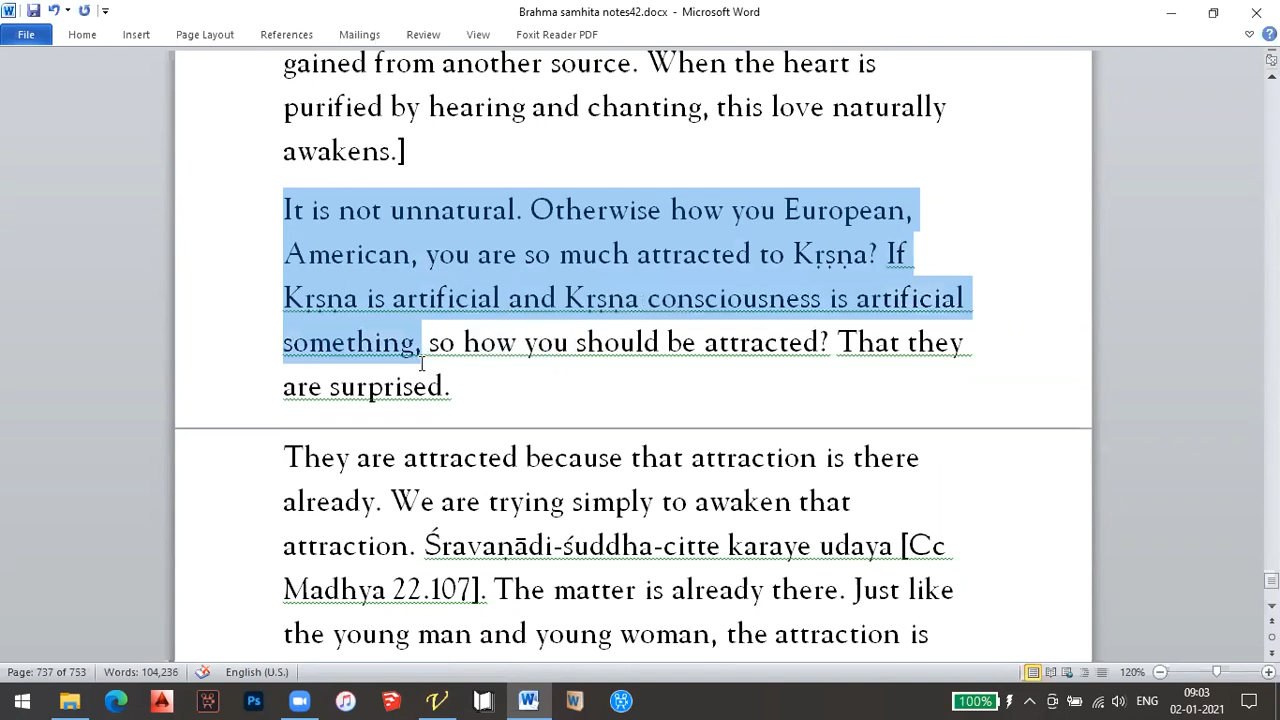 Brahma samhita notes42.docx - Microsoft Word
File Home Insert Page Layout References Mailings Review View Foxit Reader PDF
gained from another source. When the heart is
purified by hearing and chanting, this love naturally
awakens.]
It is not unnatural. Otherwise how you European,
American, you are so much attracted to Kṛṣṇa? If
Kṛṣṇa is artificial and Kṛṣṇa consciousness is artificial
something, so how you should be attracted? That they
are surprised.
They are attracted because that attraction is there
already. We are trying simply to awaken that
attraction. Śravaṇādi-śuddha-citte karaye udaya [Cc
Madhya 22.107]. The matter is already there. Just like
the young man and young woman, the attraction is
Page: 737 of 753 Words: 104,236 English (U.S.) 120%
100% ENG 09:03
02-01-2021